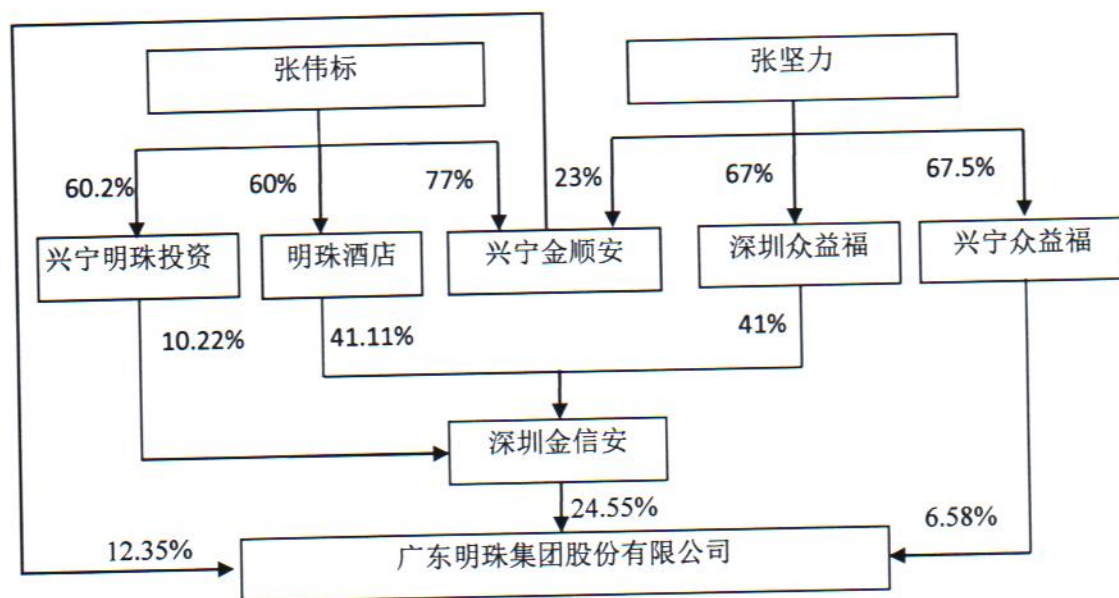 张伟标
张坚力
60.2%
60%
77%
23%
67%
67.5%
兴宁明珠投资
明珠酒店
兴宁金顺安
深圳众益福
兴宁众益福
10.22%
41.11%
41%
深圳金信安
24.55%
12.35%
6.58%
广东明珠集团股份有限公司